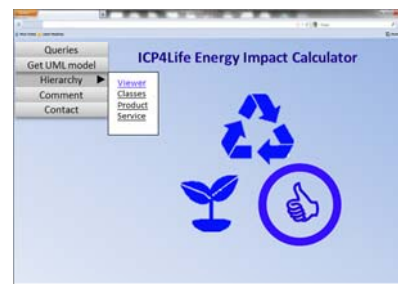 Queries
Get UML model
Hierarchy
Comment
Contact
ICP4Life Energy Impact Calculator
Viewer
Classes
Product
Service